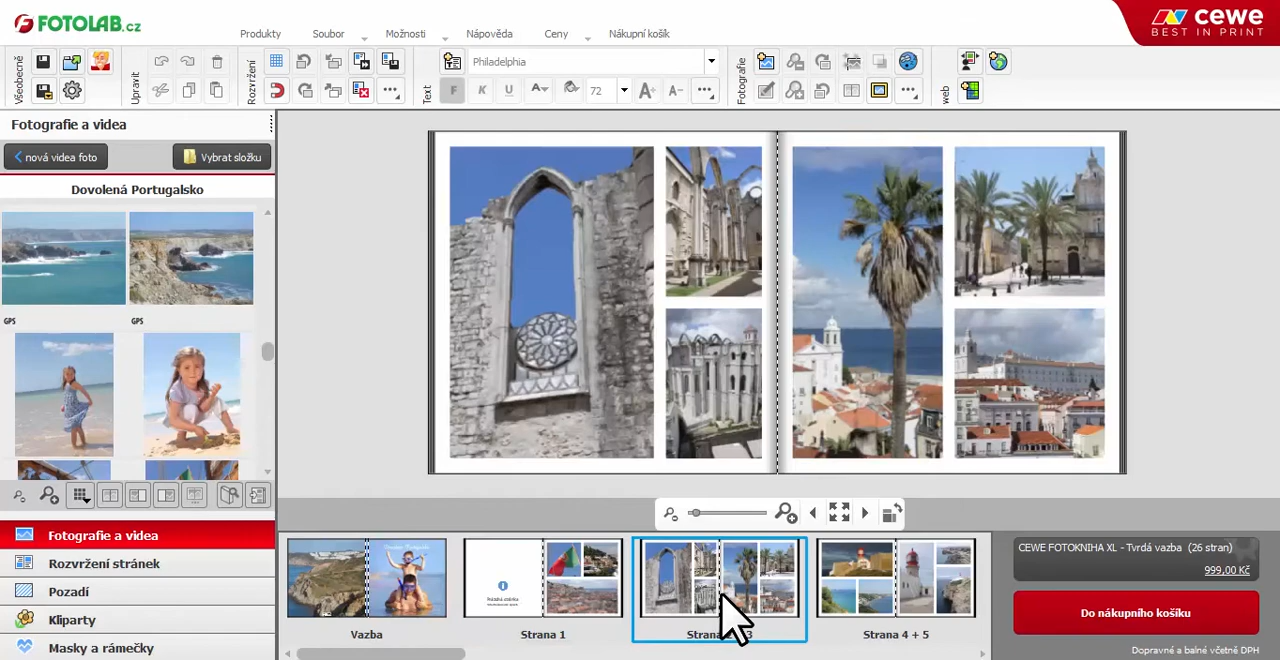 FOTOLAB.cz
cewe
BEST IN PRINT
Produkty
Soubor
Možnosti
Nápověda
Ceny
Nákupní košík
Všeobecně
Upravit
Rozvržení
Text
Philadelphia
F
K
U
72
A+
A−
Fotografie
web
Fotografie a videa
nová videa foto
Vybrat složku
Dovolená Portugalsko
GPS
GPS
Fotografie a videa
Rozvržení stránek
Pozadí
Kliparty
Masky a rámečky
Vazba
Strana 1
Strana
3
Strana 4 + 5
CEWE FOTOKNIHA XL - Tvrdá vazba (26 stran)
999,00 Kč
Do nákupního košíku
Dopravné a balné včetně DPH